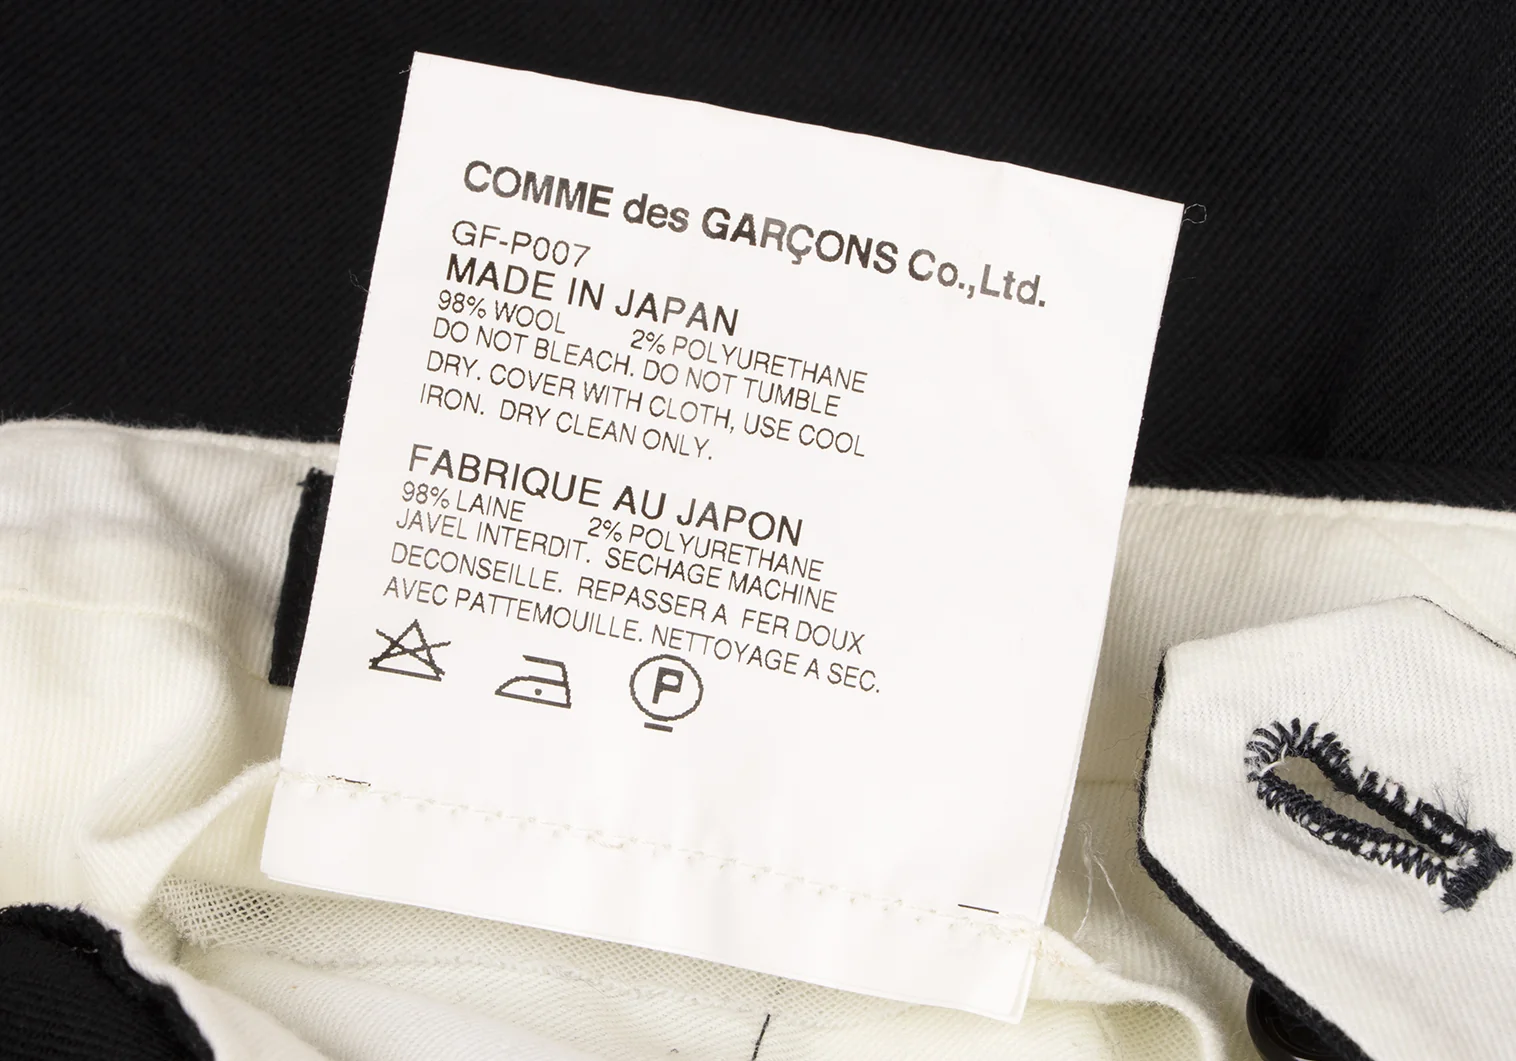 COMME des GARÇONS Co.,Ltd.
GF-P007
MADE IN JAPAN
98% WOOL 2% POLYURETHANE
DO NOT BLEACH. DO NOT TUMBLE
DRY. COVER WITH CLOTH, USE COOL
IRON. DRY CLEAN ONLY.
FABRIQUE AU JAPON
98% LAINE 2% POLYURETHANE
JAVEL INTERDIT. SECHAGE MACHINE
DECONSEILLE. REPASSER A FER DOUX
AVEC PATTEMOUILLE. NETTOYAGE A SEC.
P